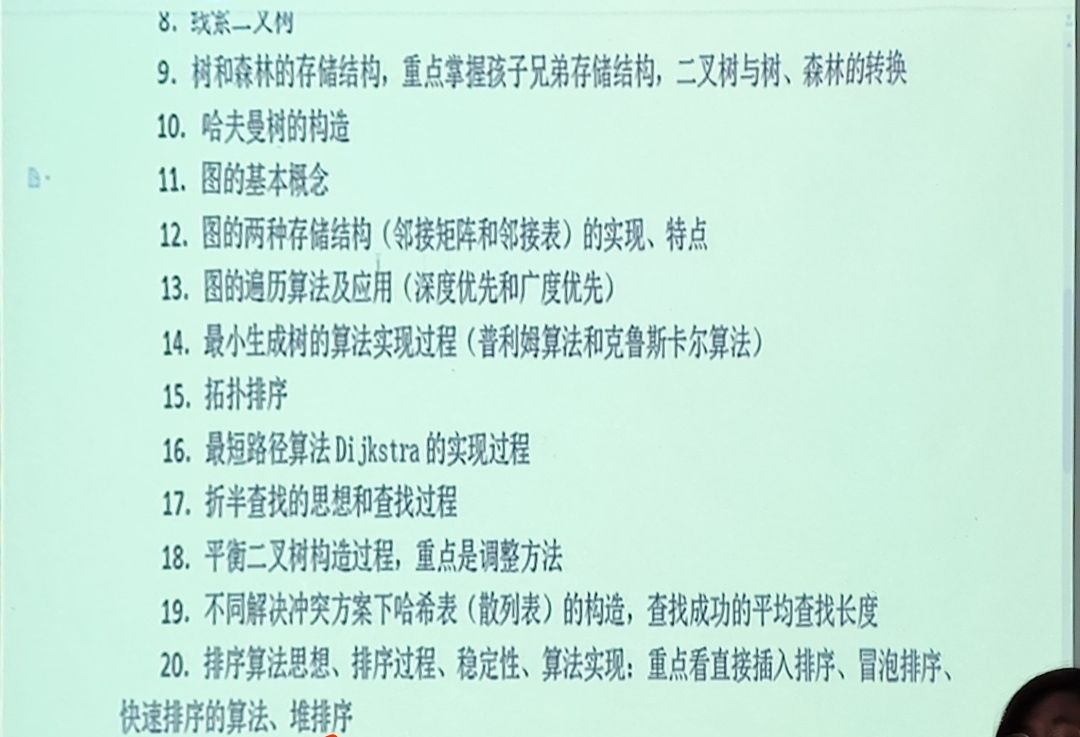 8. 线索二叉树
9. 树和森林的存储结构，重点掌握孩子兄弟存储结构，二叉树与树、森林的转换
10. 哈夫曼树的构造
11. 图的基本概念
12. 图的两种存储结构（邻接矩阵和邻接表）的实现、特点
13. 图的遍历算法及应用（深度优先和广度优先）
14. 最小生成树的算法实现过程（普利姆算法和克鲁斯卡尔算法）
15. 拓扑排序
16. 最短路径算法Dijkstra的实现过程
17. 折半查找的思想和查找过程
18. 平衡二叉树构造过程，重点是调整方法
19. 不同解决冲突方案下哈希表（散列表）的构造，查找成功的平均查找长度
20. 排序算法思想、排序过程、稳定性、算法实现：重点看直接插入排序、冒泡排序、
快速排序的算法、堆排序